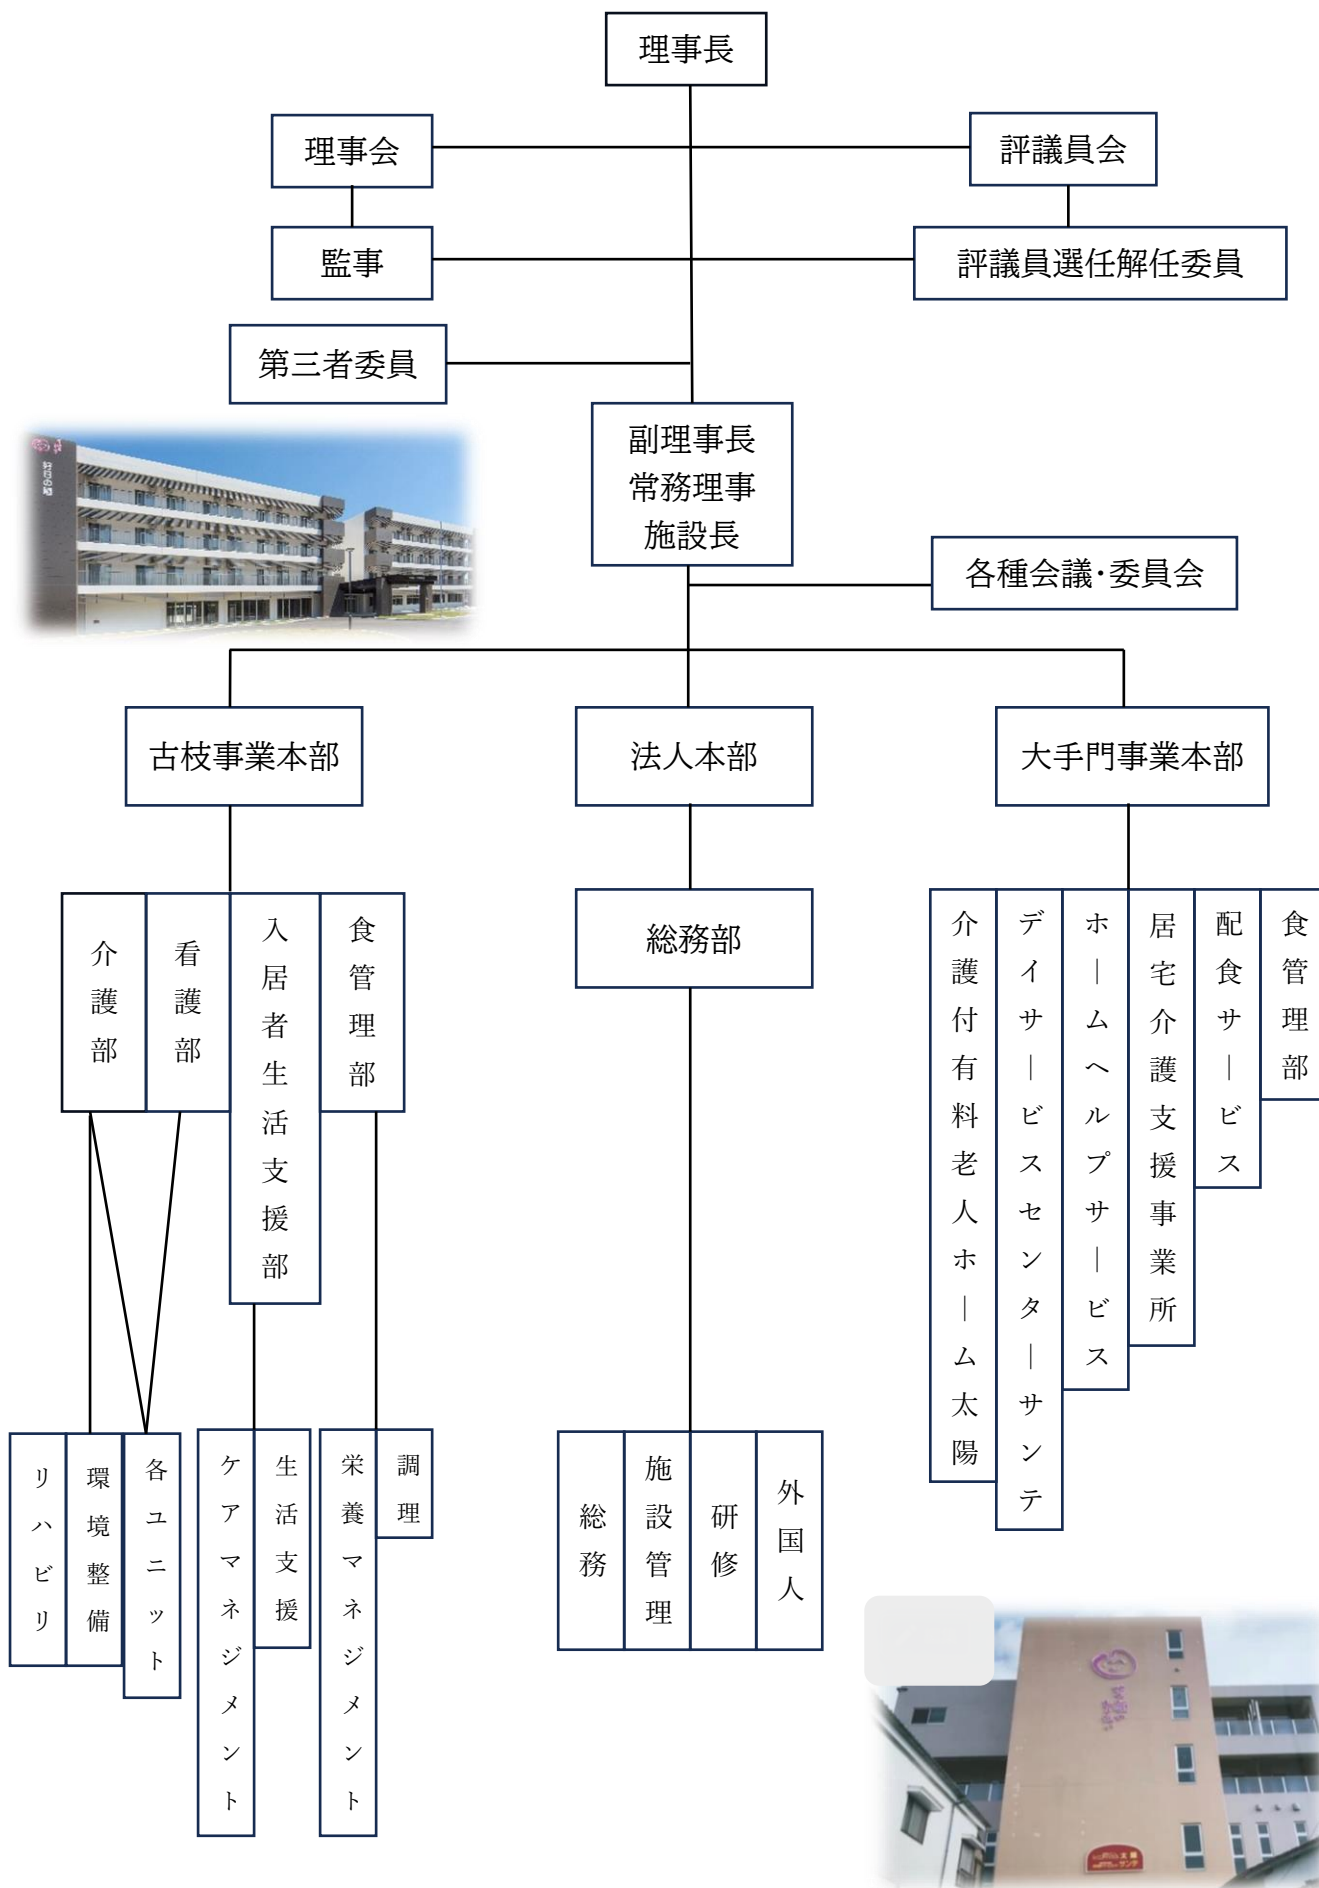 理事長
理事会
評議員会
監事
評議員選任解任委員
第三者委員
副理事長
常務理事
施設長
各種会議・委員会
古枝事業本部
法人本部
大手門事業本部
介護部
看護部
入居者生活支援部
食管理部
総務部
介護付有料老人ホーム太陽
デイサービスセンターサンテ
ホームヘルプサービス
居宅介護支援事業所
配食サービス
食管理部
リハビリ
環境整備
各ユニット
ケアマネジメント
生活支援
栄養マネジメント
調理
総務
施設管理
研修
外国人
太陽
サンテ